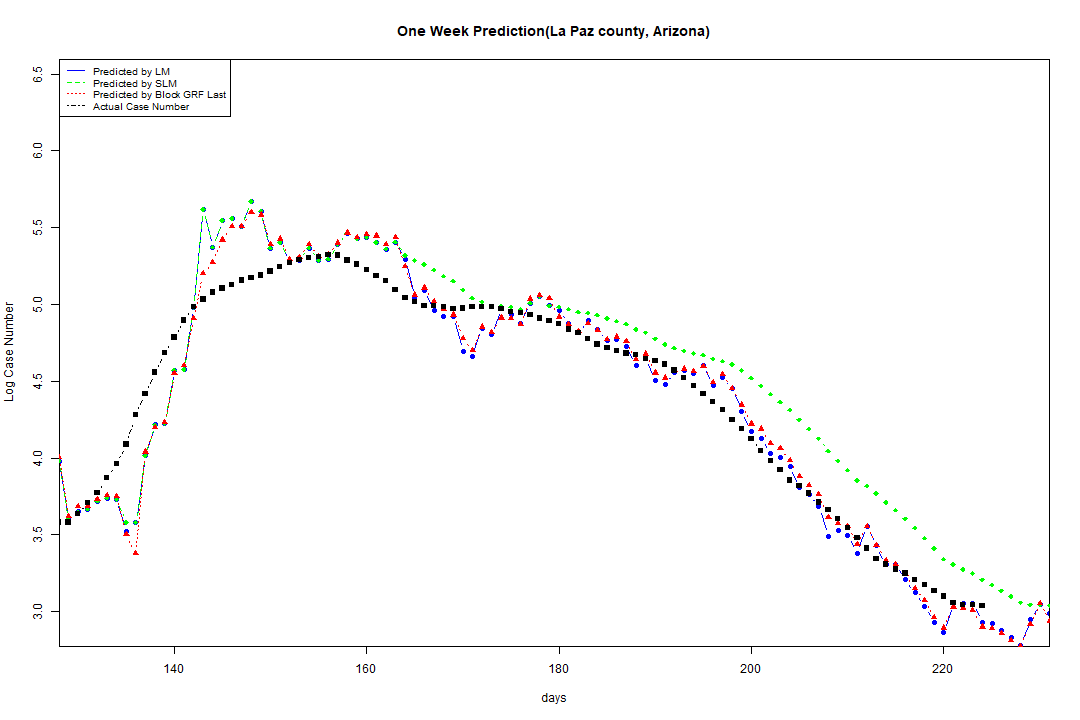 One Week Prediction(La Paz county, Arizona)
Predicted by LM
Predicted by SLM
Predicted by Block GRF Last
Actual Case Number
Log Case Number
6.5
6.0
5.5
5.0
4.5
4.0
3.5
3.0
140 160 180 200 220
days